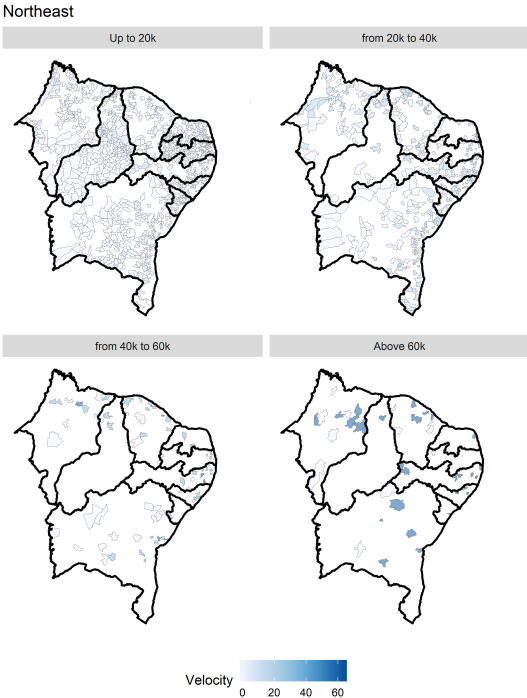 Northeast
Up to 20k
from 20k to 40k
from 40k to 60k
Above 60k
Velocity
0 20 40 60